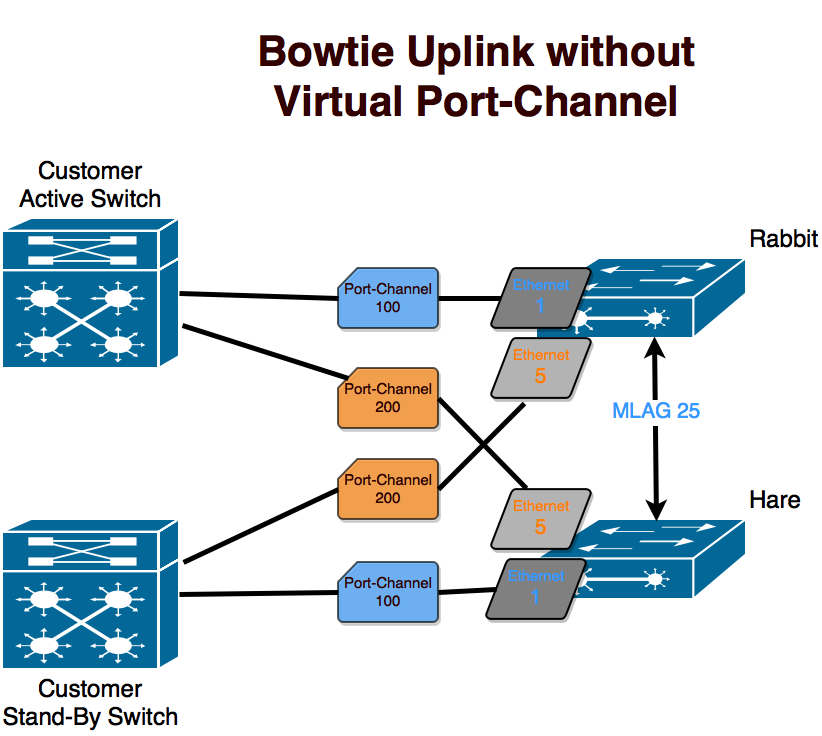 Bowtie Uplink without
Virtual Port-Channel
Customer
Active Switch
Rabbit
Port-Channel
100
Ethernet
1
Port-Channel
200
Ethernet
5
MLAG 25
Port-Channel
200
Ethernet
5
Hare
Port-Channel
100
Ethernet
1
Customer
Stand-By Switch